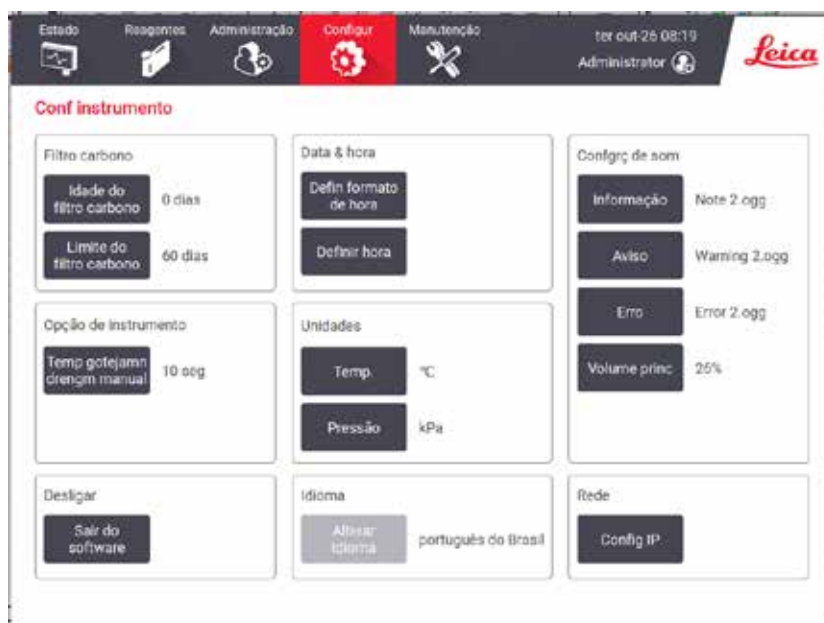 Estado Reagentes Administração Configur Manutenção
ter out-26 08:19
Administrator
Leica
Conf instrumento
Filtro carbono
Idade do
filtro carbono
0 dias
Limite do
filtro carbono
60 dias
Data & hora
Defin formato
de hora
Definir hora
Confgrç de som
Informação Note 2.ogg
Aviso Warning 2.ogg
Erro Error 2.ogg
Volume princ 25%
Opção de instrumento
Temp gotejamn
drengm manual
10 seg
Unidades
Temp. °C
Pressão kPa
Desligar
Sair do
software
Idioma
Alterar
idioma
português do Brasil
Rede
Config IP